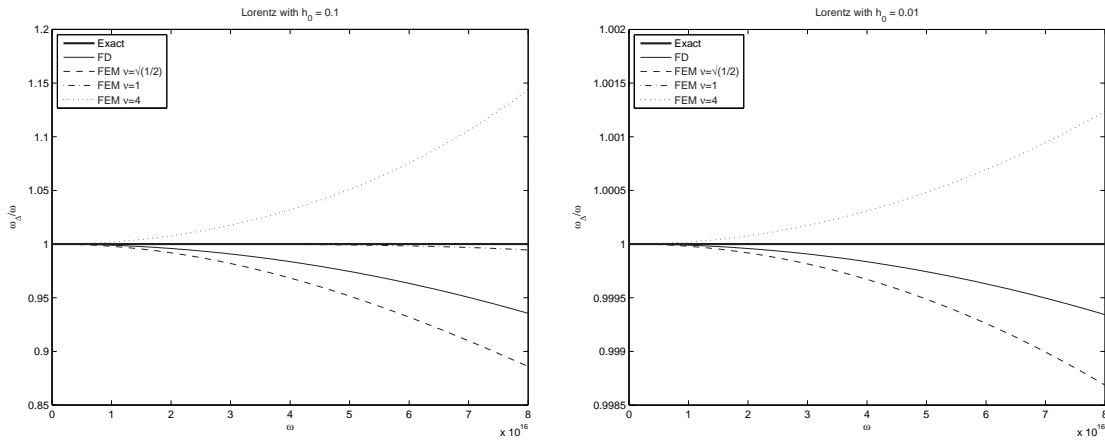 Lorentz with h0 = 0.1
1.2
1.15
1.1
1.05
1
0.95
0.9
0.85
ωΔ/ω
Exact
FD
FEM ν=√(1/2)
FEM ν=1
FEM ν=4
0 1 2 3 4 5 6 7 8
x 10^16
ω
Lorentz with h0 = 0.01
1.002
1.0015
1.001
1.0005
1
0.9995
0.999
0.9985
ωΔ/ω
Exact
FD
FEM ν=√(1/2)
FEM ν=1
FEM ν=4
0 1 2 3 4 5 6 7 8
x 10^16
ω